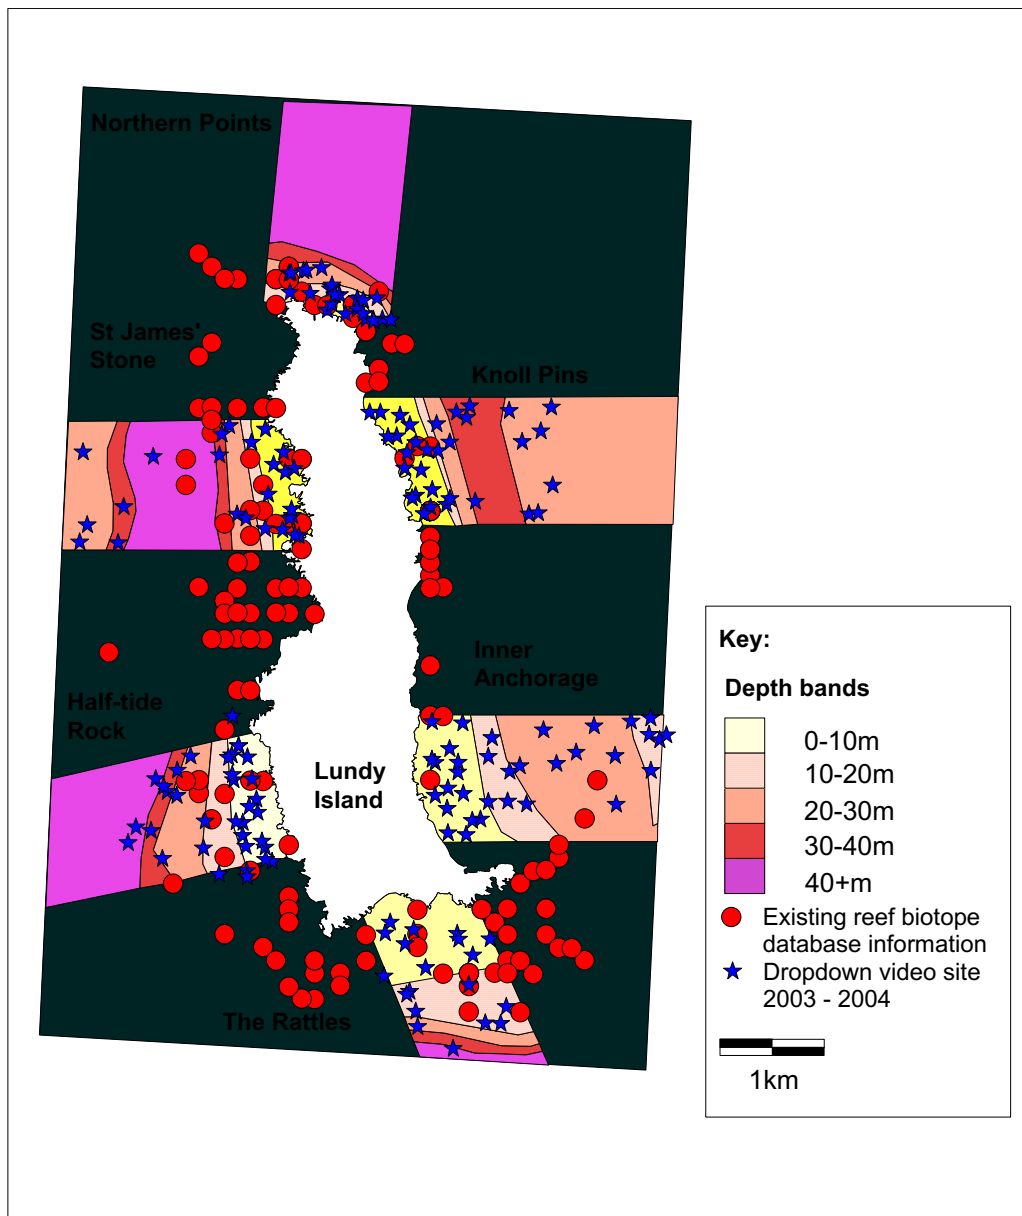 Northern Points
St James'
Stone
Knoll Pins
Inner
Anchorage
Half-tide
Rock
Lundy
Island
The Rattles
Key:
Depth bands
0-10m
10-20m
20-30m
30-40m
40+m
Existing reef biotope
database information
Dropdown video site
2003 - 2004
1km